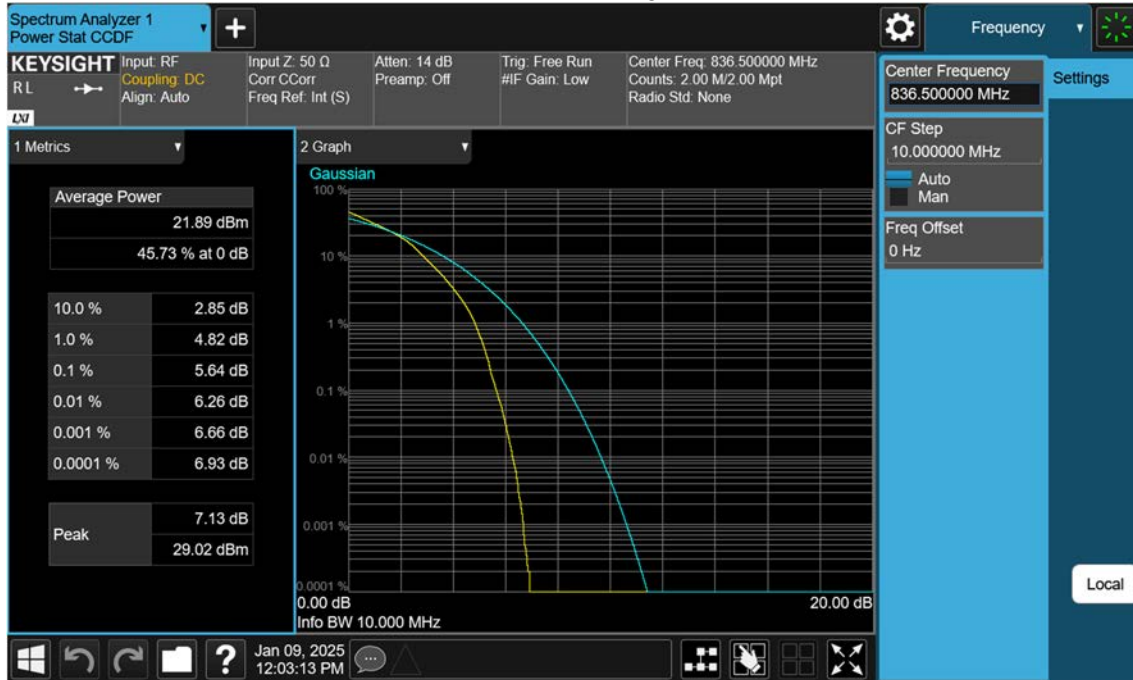 Spectrum Analyzer 1
Power Stat CCDF
Frequency
KEYSIGHT
R L
LXI
Input: RF
Coupling: DC
Align: Auto
Input Z: 50 Ω
Corr CCorr
Freq Ref: Int (S)
Atten: 14 dB
Preamp: Off
Trig: Free Run
#IF Gain: Low
Center Freq: 836.500000 MHz
Counts: 2.00 M/2.00 Mpt
Radio Std: None
1 Metrics
Average Power
21.89 dBm
45.73 % at 0 dB
10.0 % 2.85 dB
1.0 % 4.82 dB
0.1 % 5.64 dB
0.01 % 6.26 dB
0.001 % 6.66 dB
0.0001 % 6.93 dB
Peak
7.13 dB
29.02 dBm
2 Graph
Gaussian
100 %
10 %
1 %
0.1 %
0.01 %
0.001 %
0.0001 %
0.00 dB 20.00 dB
Info BW 10.000 MHz
Center Frequency
836.500000 MHz
Settings
CF Step
10.000000 MHz
Auto
Man
Freq Offset
0 Hz
Local
?
Jan 09, 2025
12:03:13 PM